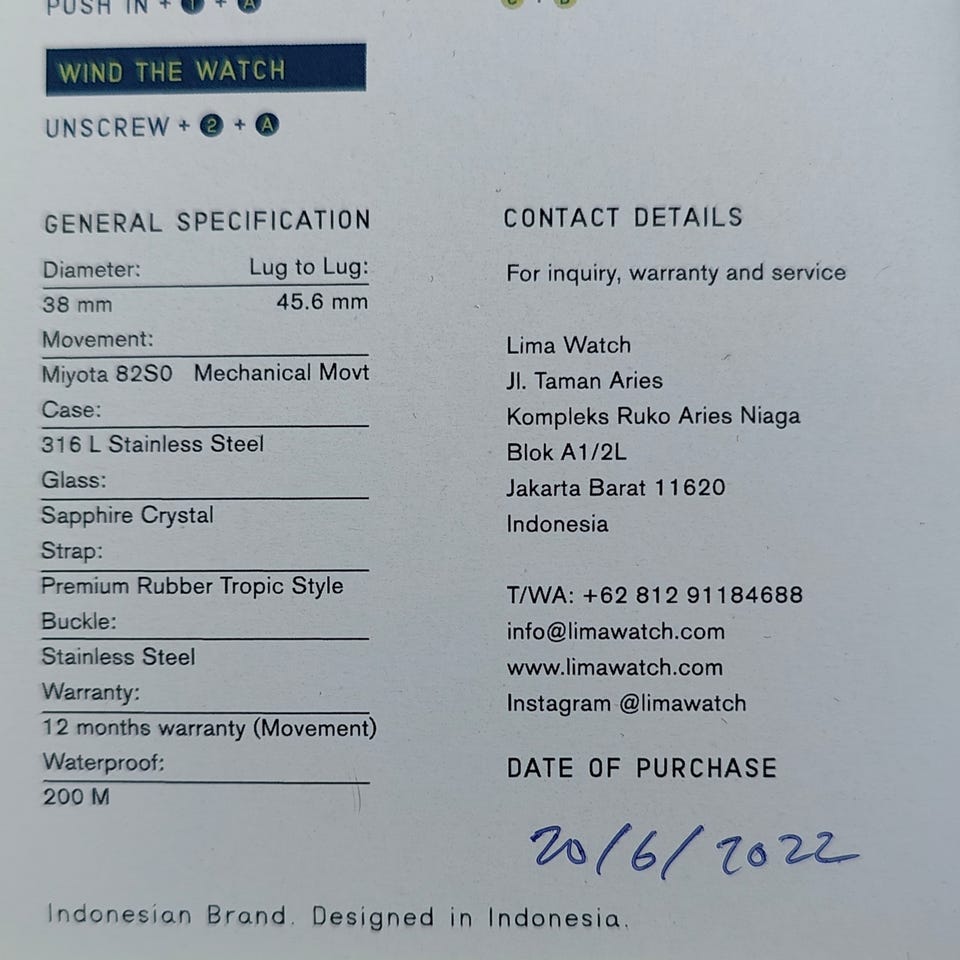 PUSH IN + 1 + A
C + D
WIND THE WATCH
UNSCREW + 2 + A
GENERAL SPECIFICATION
Diameter: Lug to Lug:
38 mm 45.6 mm
Movement:
Miyota 82S0 Mechanical Movt
Case:
316 L Stainless Steel
Glass:
Sapphire Crystal
Strap:
Premium Rubber Tropic Style
Buckle:
Stainless Steel
Warranty:
12 months warranty (Movement)
Waterproof:
200 M
CONTACT DETAILS
For inquiry, warranty and service
Lima Watch
Jl. Taman Aries
Kompleks Ruko Aries Niaga
Blok A1/2L
Jakarta Barat 11620
Indonesia
T/WA: +62 812 91184688
info@limawatch.com
www.limawatch.com
Instagram @limawatch
DATE OF PURCHASE
20/6/2022
Indonesian Brand. Designed in Indonesia.